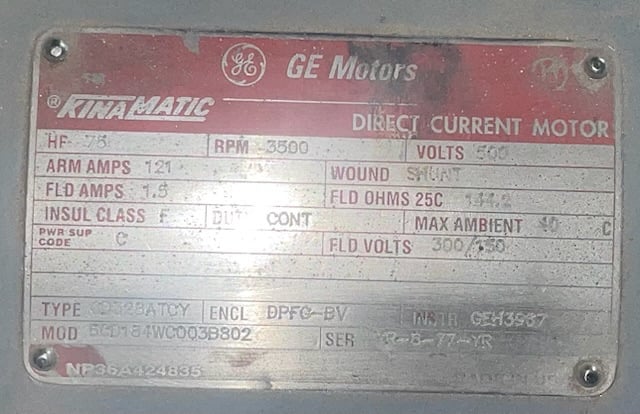 GE GE Motors
® KINAMATIC
DIRECT CURRENT MOTOR
HP 75 RPM 3500 VOLTS 500
ARM AMPS 121 WOUND SHUNT
FLD AMPS 1.5 FLD OHMS 25C
INSUL CLASS F DUTY CONT MAX AMBIENT 40 C
PWR SUP CODE C FLD VOLTS 300/150
TYPE ENCL DPFG-BV INSTR GEH3967
MOD SER
NP36A424835